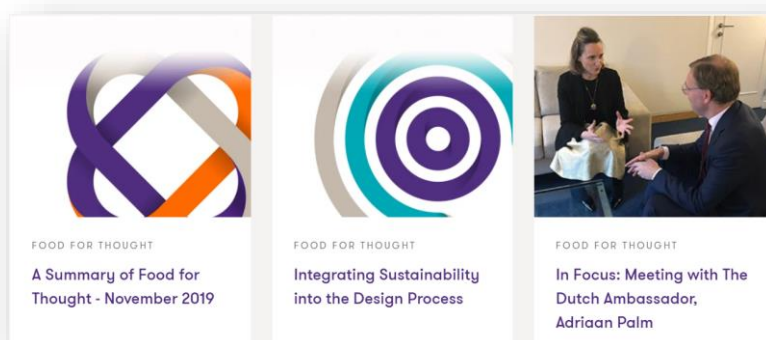 FOOD FOR THOUGHT
A Summary of Food for
Thought - November 2019
FOOD FOR THOUGHT
Integrating Sustainability
into the Design Process
FOOD FOR THOUGHT
In Focus: Meeting with The
Dutch Ambassador,
Adriaan Palm